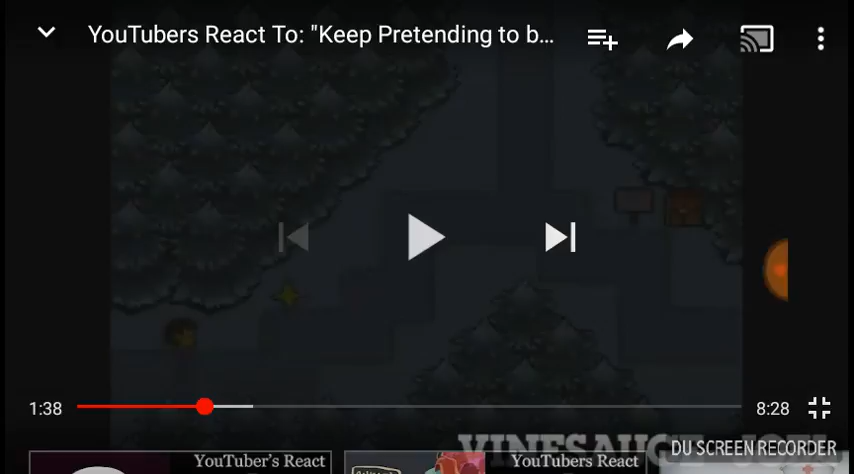 YouTubers React To: "Keep Pretending to b...
1:38
8:28
DU SCREEN RECORDER
YouTuber's React
YouTubers React